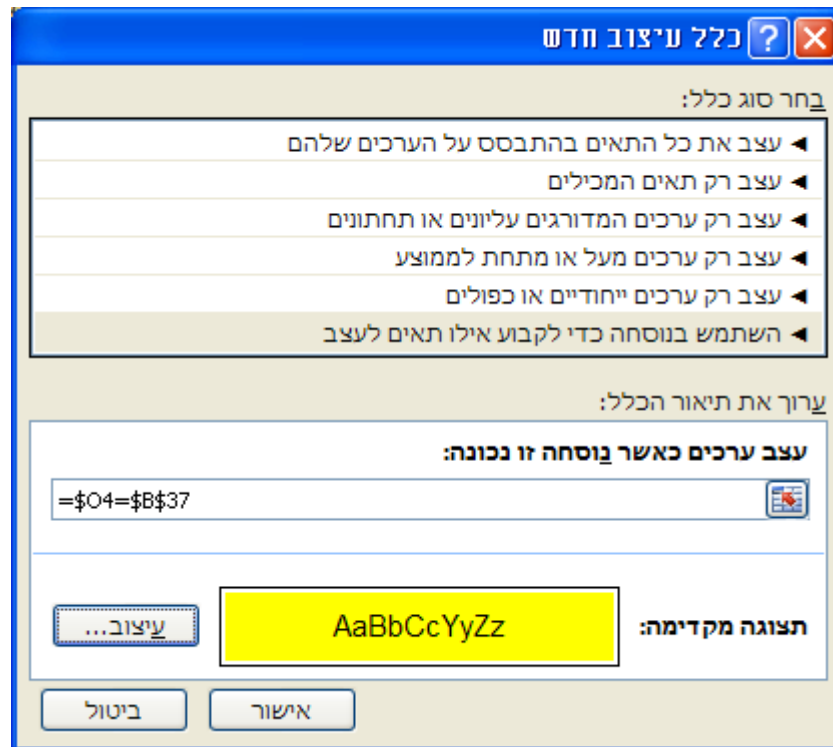 כלל עיצוב חדש
בחר סוג כלל:
◄ עצב את כל התאים בהתבסס על הערכים שלהם
◄ עצב רק תאים המכילים
◄ עצב רק ערכים המדורגים עליונים או תחתונים
◄ עצב רק ערכים מעל או מתחת לממוצע
◄ עצב רק ערכים ייחודיים או כפולים
◄ השתמש בנוסחה כדי לקבוע אילו תאים לעצב
ערוך את תיאור הכלל:
עצב ערכים כאשר נוסחה זו נכונה:
=$O4=$B$37
תצוגה מקדימה:
AaBbCcYyZz
עיצוב...
אישור
ביטול